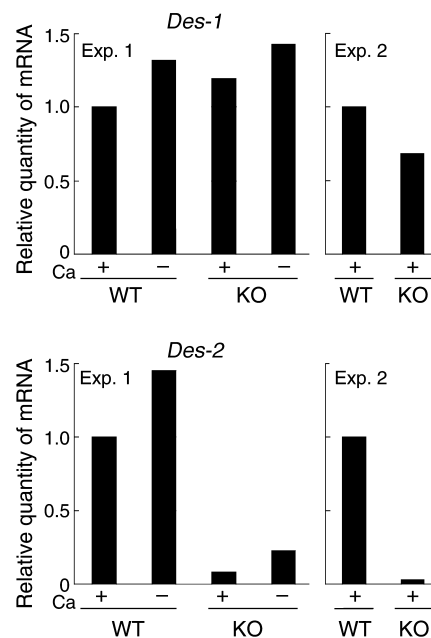 Des-1
Relative quantity of mRNA
1.5
1.0
0.5
0
Exp. 1
Exp. 2
Ca + − + − + +
WT KO WT KO
Des-2
Relative quantity of mRNA
1.5
1.0
0.5
0
Exp. 1
Exp. 2
Ca + − + − + +
WT KO WT KO